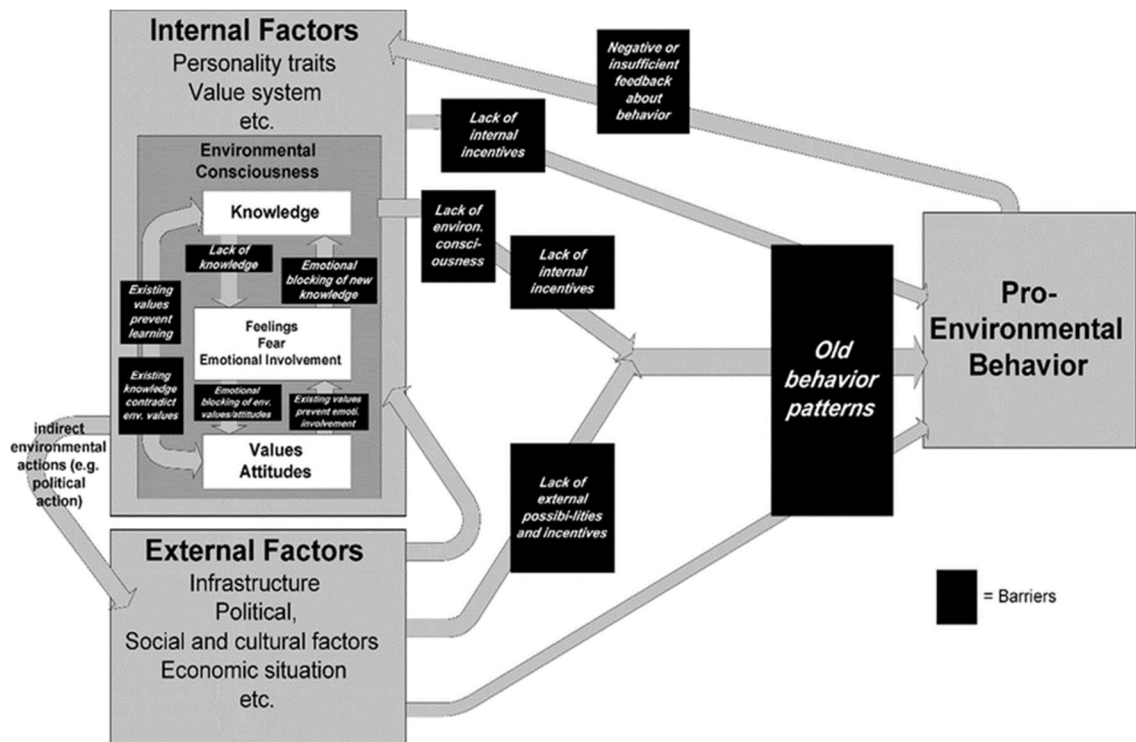 Internal Factors
Personality traits
Value system
etc.
Environmental
Consciousness
Knowledge
Lack of
knowledge
Emotional
blocking of new
knowledge
Existing
values
prevent
learning
Feelings
Fear
Emotional Involvement
Existing
knowledge
contradict
env. values
Emotional
blocking of env.
values/attitudes
Existing values
prevent emoti.
involvement
Values
Attitudes
indirect
environmental
actions (e.g.
political
action)
External Factors
Infrastructure
Political,
Social and cultural factors
Economic situation
etc.
Lack of
internal
incentives
Negative or
insufficient
feedback
about
behavior
Lack of
environ.
consci-
ousness
Lack of
internal
incentives
Lack of
external
possibi-lities
and incentives
Old
behavior
patterns
Pro-
Environmental
Behavior
= Barriers